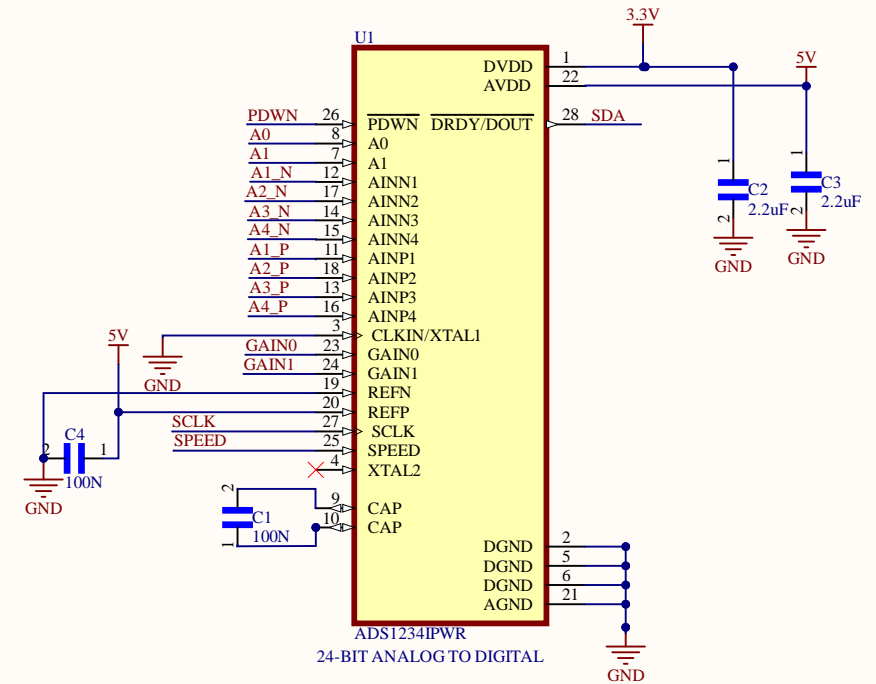 3.3V
U1
5V
DVDD 1
AVDD 22
PDWN 26 PDWN DRDY/DOUT 28 SDA
A0 8 A0
A1 7 A1
A1_N 12 AINN1
A2_N 17 AINN2
A3_N 14 AINN3
A4_N 15 AINN4
A1_P 11 AINP1
A2_P 18 AINP2
A3_P 13 AINP3
A4_P 16 AINP4
3 CLKIN/XTAL1
GAIN0 23 GAIN0
GAIN1 24 GAIN1
19 REFN
20 REFP
SCLK 27 SCLK
SPEED 25 SPEED
4 XTAL2
9 CAP
10 CAP
DGND 2
DGND 5
DGND 6
AGND 21
1
C2
2.2uF
2
GND
1
C3
2.2uF
2
GND
5V
GND
C4
2 1
100N
GND
2
C1
100N
1
GND
ADS1234IPWR
24-BIT ANALOG TO DIGITAL